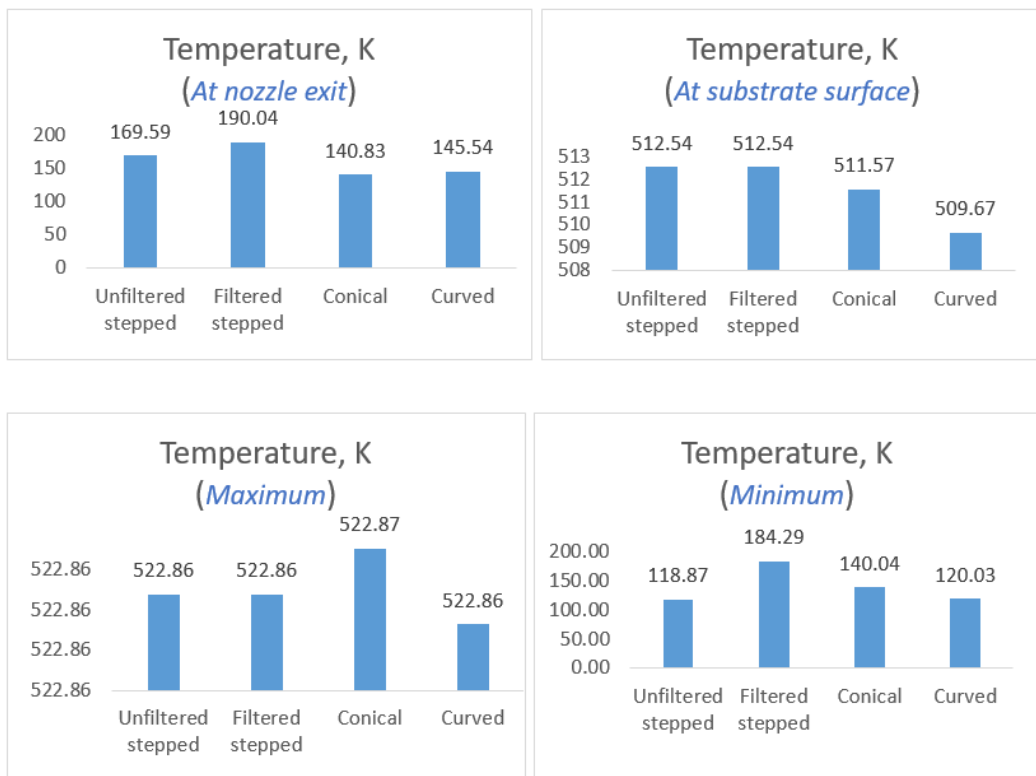 Temperature, K
(At nozzle exit)
200
150
100
50
0
169.59
190.04
140.83
145.54
Unfiltered
stepped
Filtered
stepped
Conical
Curved
Temperature, K
(At substrate surface)
513
512
511
510
509
508
512.54
512.54
511.57
509.67
Unfiltered
stepped
Filtered
stepped
Conical
Curved
Temperature, K
(Maximum)
522.86
522.86
522.86
522.86
522.86
522.86
522.87
522.86
Unfiltered
stepped
Filtered
stepped
Conical
Curved
Temperature, K
(Minimum)
200.00
150.00
100.00
50.00
0.00
118.87
184.29
140.04
120.03
Unfiltered
stepped
Filtered
stepped
Conical
Curved